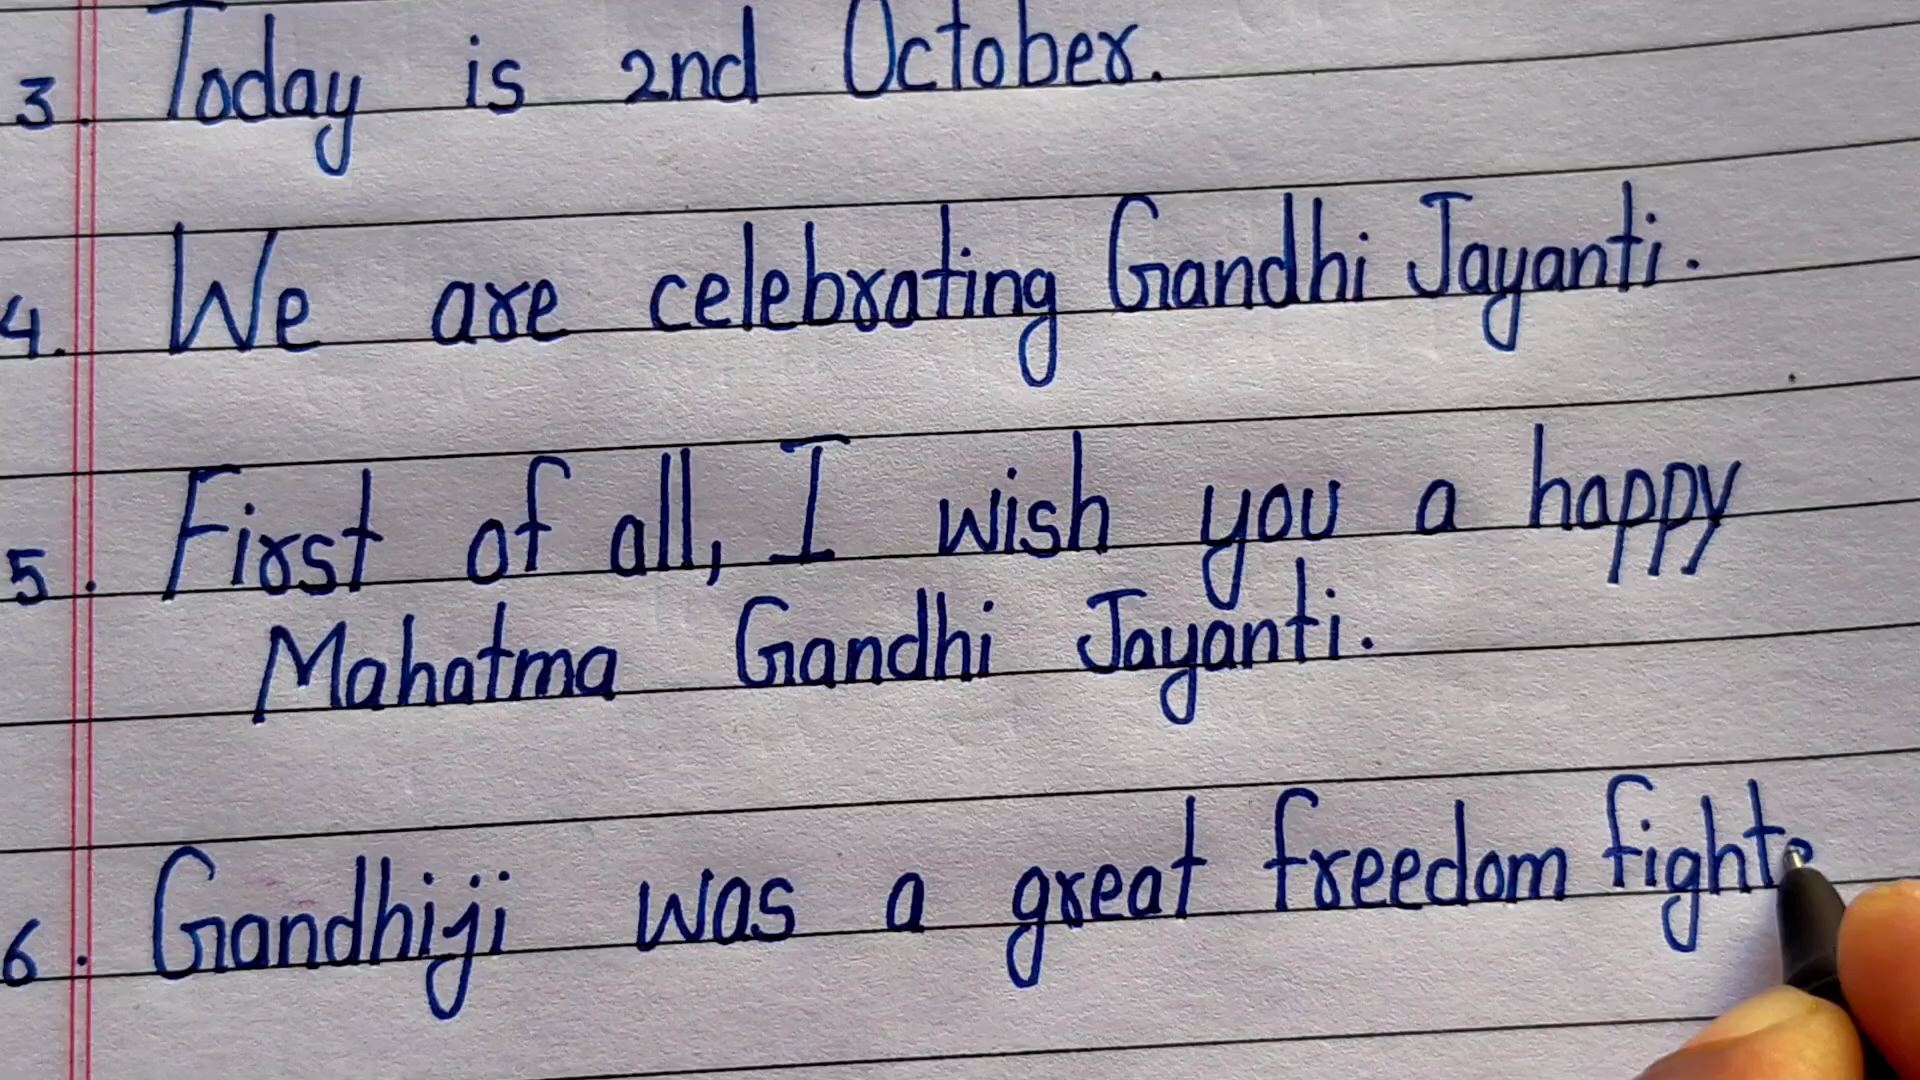 3. Today is 2nd October.
4. We are celebrating Gandhi Jayanti.
5. First of all, I wish you a happy
Mahatma Gandhi Jayanti.
6. Gandhiji was a great freedom fighte